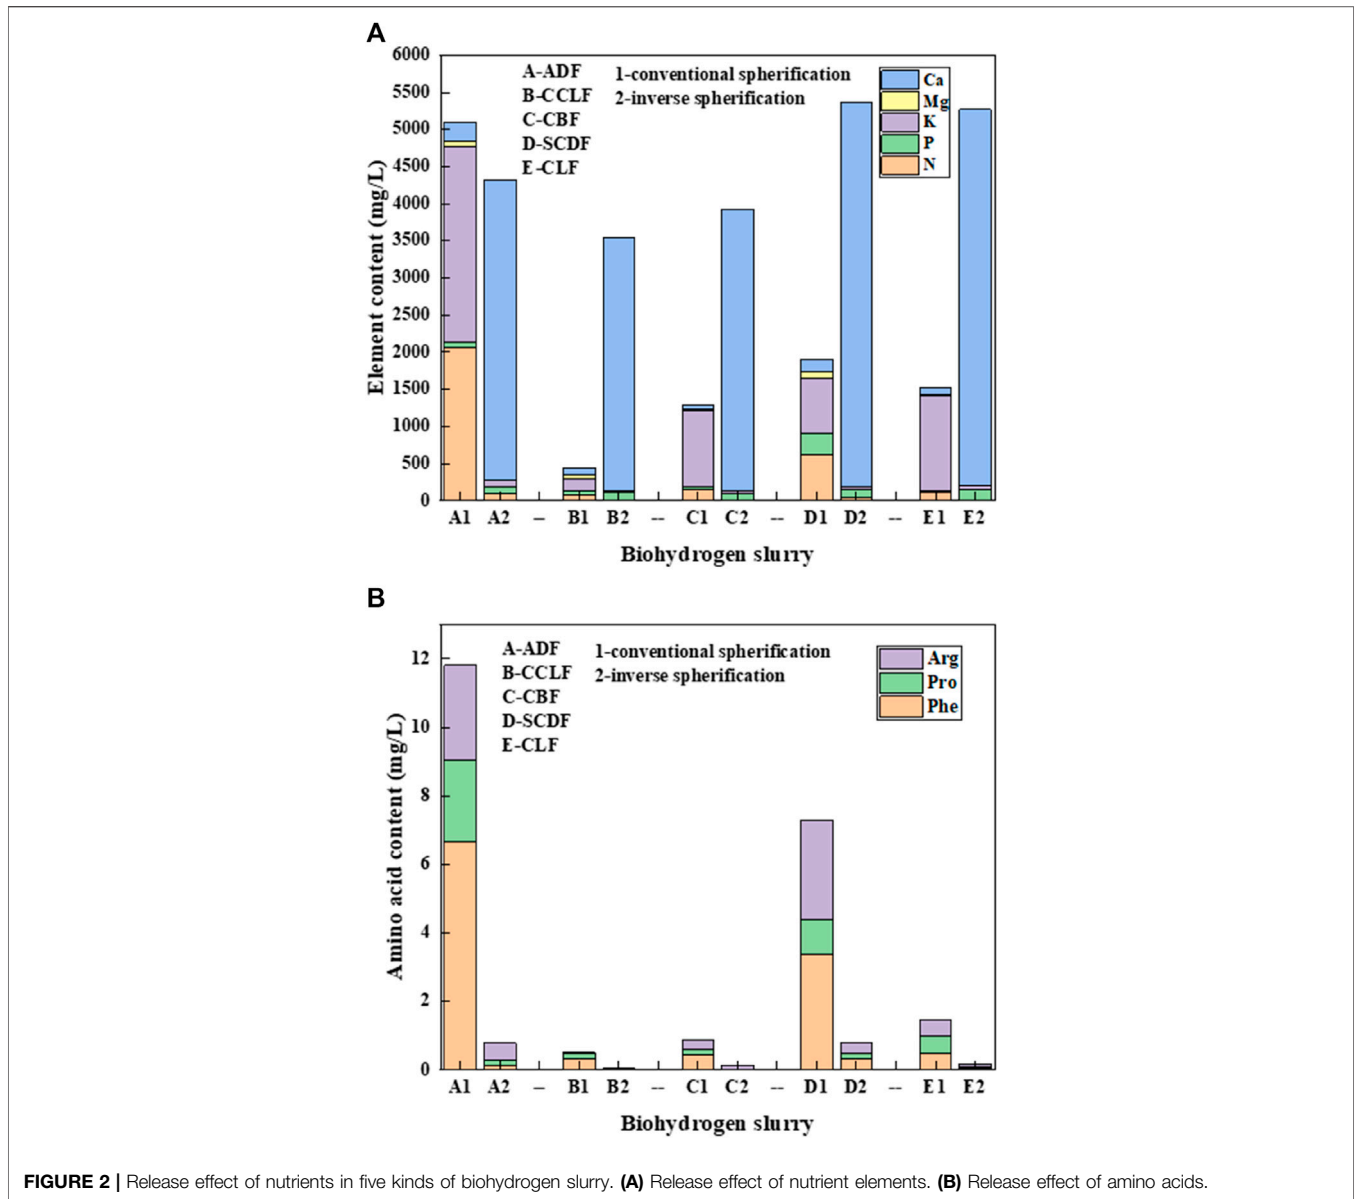 A
6000
5500
5000
4500
4000
3500
3000
2500
2000
1500
1000
500
0
Element content (mg/L)
A-ADF
B-CCLF
C-CBF
D-SCDF
E-CLF
1-conventional spherification
2-inverse spherification
Ca
Mg
K
P
N
A1 A2 -- B1 B2 -- C1 C2 -- D1 D2 -- E1 E2
Biohydrogen slurry
B
12
10
8
6
4
2
0
Amino acid content (mg/L)
A-ADF
B-CCLF
C-CBF
D-SCDF
E-CLF
1-conventional spherification
2-inverse spherification
Arg
Pro
Phe
A1 A2 -- B1 B2 -- C1 C2 -- D1 D2 -- E1 E2
Biohydrogen slurry
FIGURE 2 | Release effect of nutrients in five kinds of biohydrogen slurry. (A) Release effect of nutrient elements. (B) Release effect of amino acids.